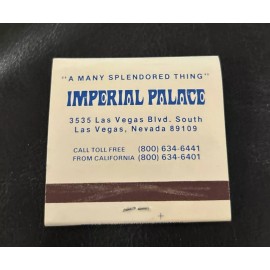 "A MANY SPLENDORED THING"
IMPERIAL PALACE
3535 Las Vegas Blvd. South
Las Vegas, Nevada 89109
CALL TOLL FREE (800) 634-6441
FROM CALIFORNIA (800) 634-6401